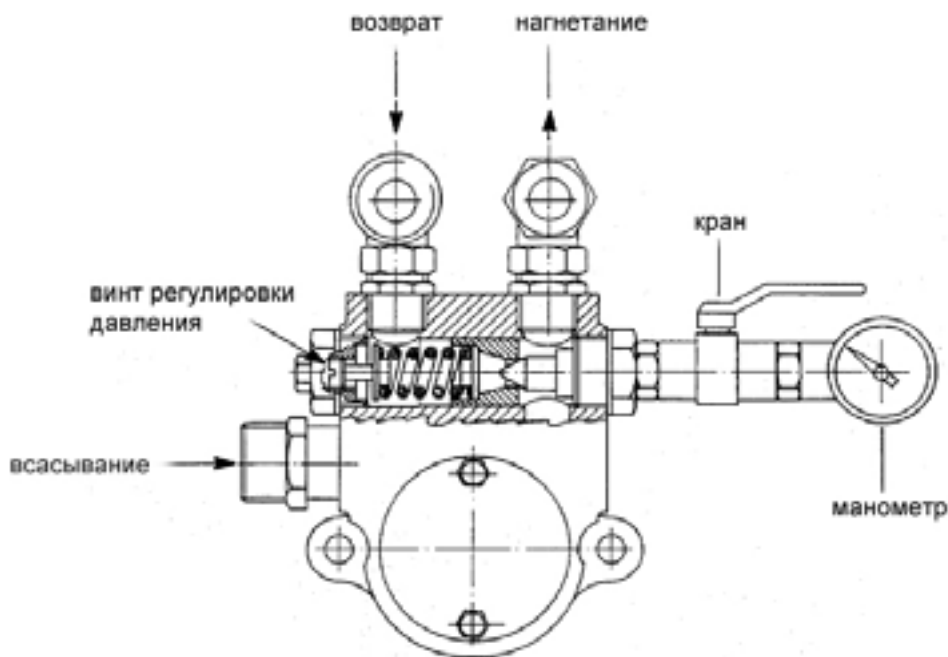 возврат
нагнетание
кран
винт регулировки
давления
всасывание
манометр